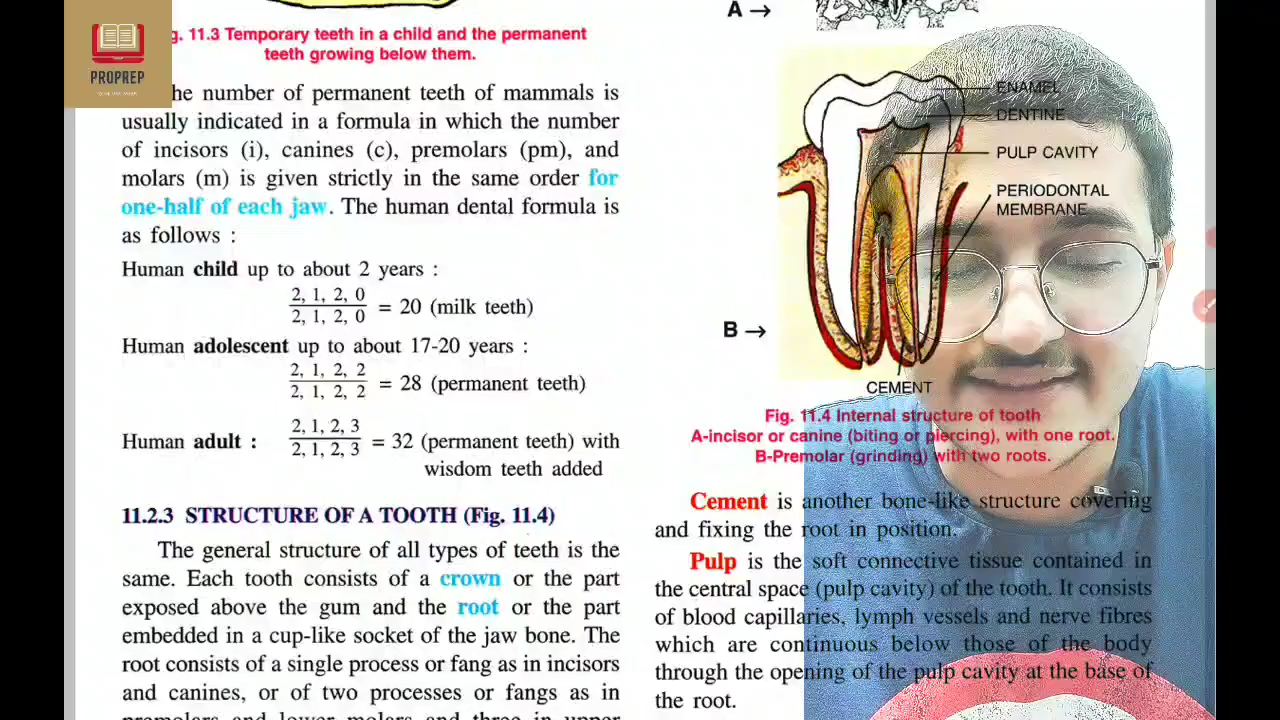 PROPREP
g. 11.3 Temporary teeth in a child and the permanent
teeth growing below them.
he number of permanent teeth of mammals is
usually indicated in a formula in which the number
of incisors (i), canines (c), premolars (pm), and
molars (m) is given strictly in the same order for
one-half of each jaw. The human dental formula is
as follows :
Human child up to about 2 years :
2, 1, 2, 0
2, 1, 2, 0
= 20 (milk teeth)
Human adolescent up to about 17-20 years :
2, 1, 2, 2
2, 1, 2, 2
= 28 (permanent teeth)
Human adult :
2, 1, 2, 3
2, 1, 2, 3
= 32 (permanent teeth) with
wisdom teeth added
11.2.3 STRUCTURE OF A TOOTH (Fig. 11.4)
The general structure of all types of teeth is the
same. Each tooth consists of a crown or the part
exposed above the gum and the root or the part
embedded in a cup-like socket of the jaw bone. The
root consists of a single process or fang as in incisors
and canines, or of two processes or fangs as in
premolars and lower molars and three in upper
A →
ENAMEL
DENTINE
PULP CAVITY
PERIODONTAL
MEMBRANE
B →
CEMENT
Fig. 11.4 Internal structure of tooth
A-incisor or canine (biting or piercing), with one root.
B-Premolar (grinding) with two roots.
Cement is another bone-like structure covering
and fixing the root in position.
Pulp is the soft connective tissue contained in
the central space (pulp cavity) of the tooth. It consists
of blood capillaries, lymph vessels and nerve fibres
which are continuous below those of the body
through the opening of the pulp cavity at the base of
the root.